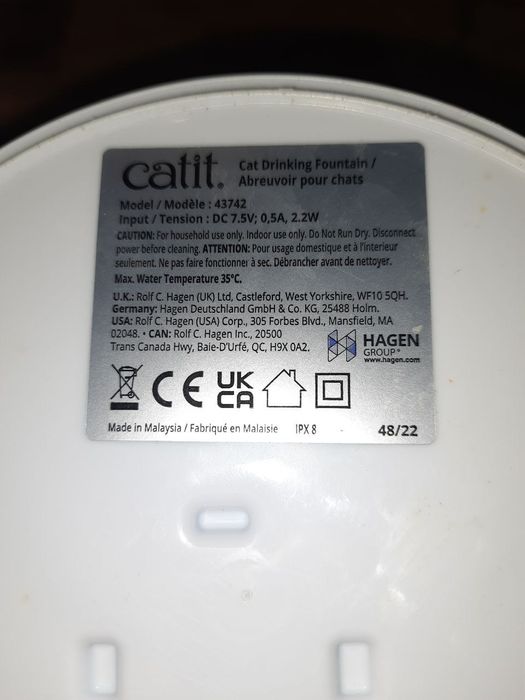 catit. Cat Drinking Fountain /
Abreuvoir pour chats
Model / Modèle : 43742
Input / Tension : DC 7.5V; 0,5A, 2.2W
CAUTION: For household use only. Indoor use only. Do Not Run Dry. Disconnect
power before cleaning. ATTENTION: Pour usage domestique et à l'interieur
seulement. Ne pas faire fonctionner à sec. Débrancher avant de nettoyer.
Max. Water Temperature 35°C.
U.K.: Rolf C. Hagen (UK) Ltd, Castleford, West Yorkshire, WF10 5QH.
Germany: Hagen Deutschland GmbH & Co. KG, 25488 Holm.
USA: Rolf C. Hagen (USA) Corp., 305 Forbes Blvd., Mansfield, MA
02048. • CAN: Rolf C. Hagen Inc., 20500
Trans Canada Hwy, Baie-D'Urfé, QC, H9X 0A2.
HAGEN
GROUP®
www.hagen.com
CE UK
CA
Made in Malaysia / Fabriqué en Malaisie IPX 8 - 48/22